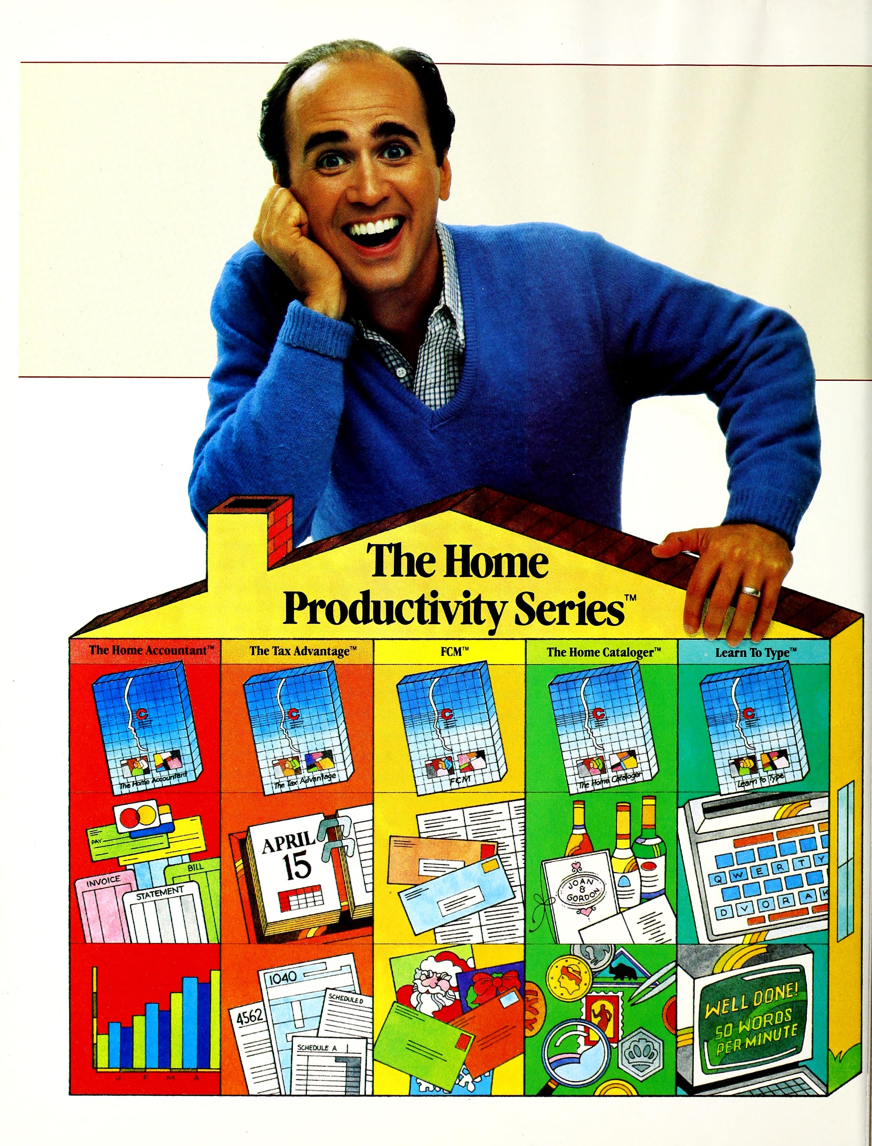 The Home
Productivity Series™
The Home Accountant™
The Tax Advantage™
FCM™
The Home Cataloger™
Learn To Type™
C
The Home Accountant
C
The Tax Advantage
C
FCM
C
The Home Cataloger
C
Learn to Type
PAY
INVOICE
STATEMENT
BILL
APRIL
15
JOAN
&
GORDON
QWERTY
DVORAK
J F M A
1040
4562
SCHEDULE D
SCHEDULE A
WELL DONE!
50 WORDS
PER MINUTE